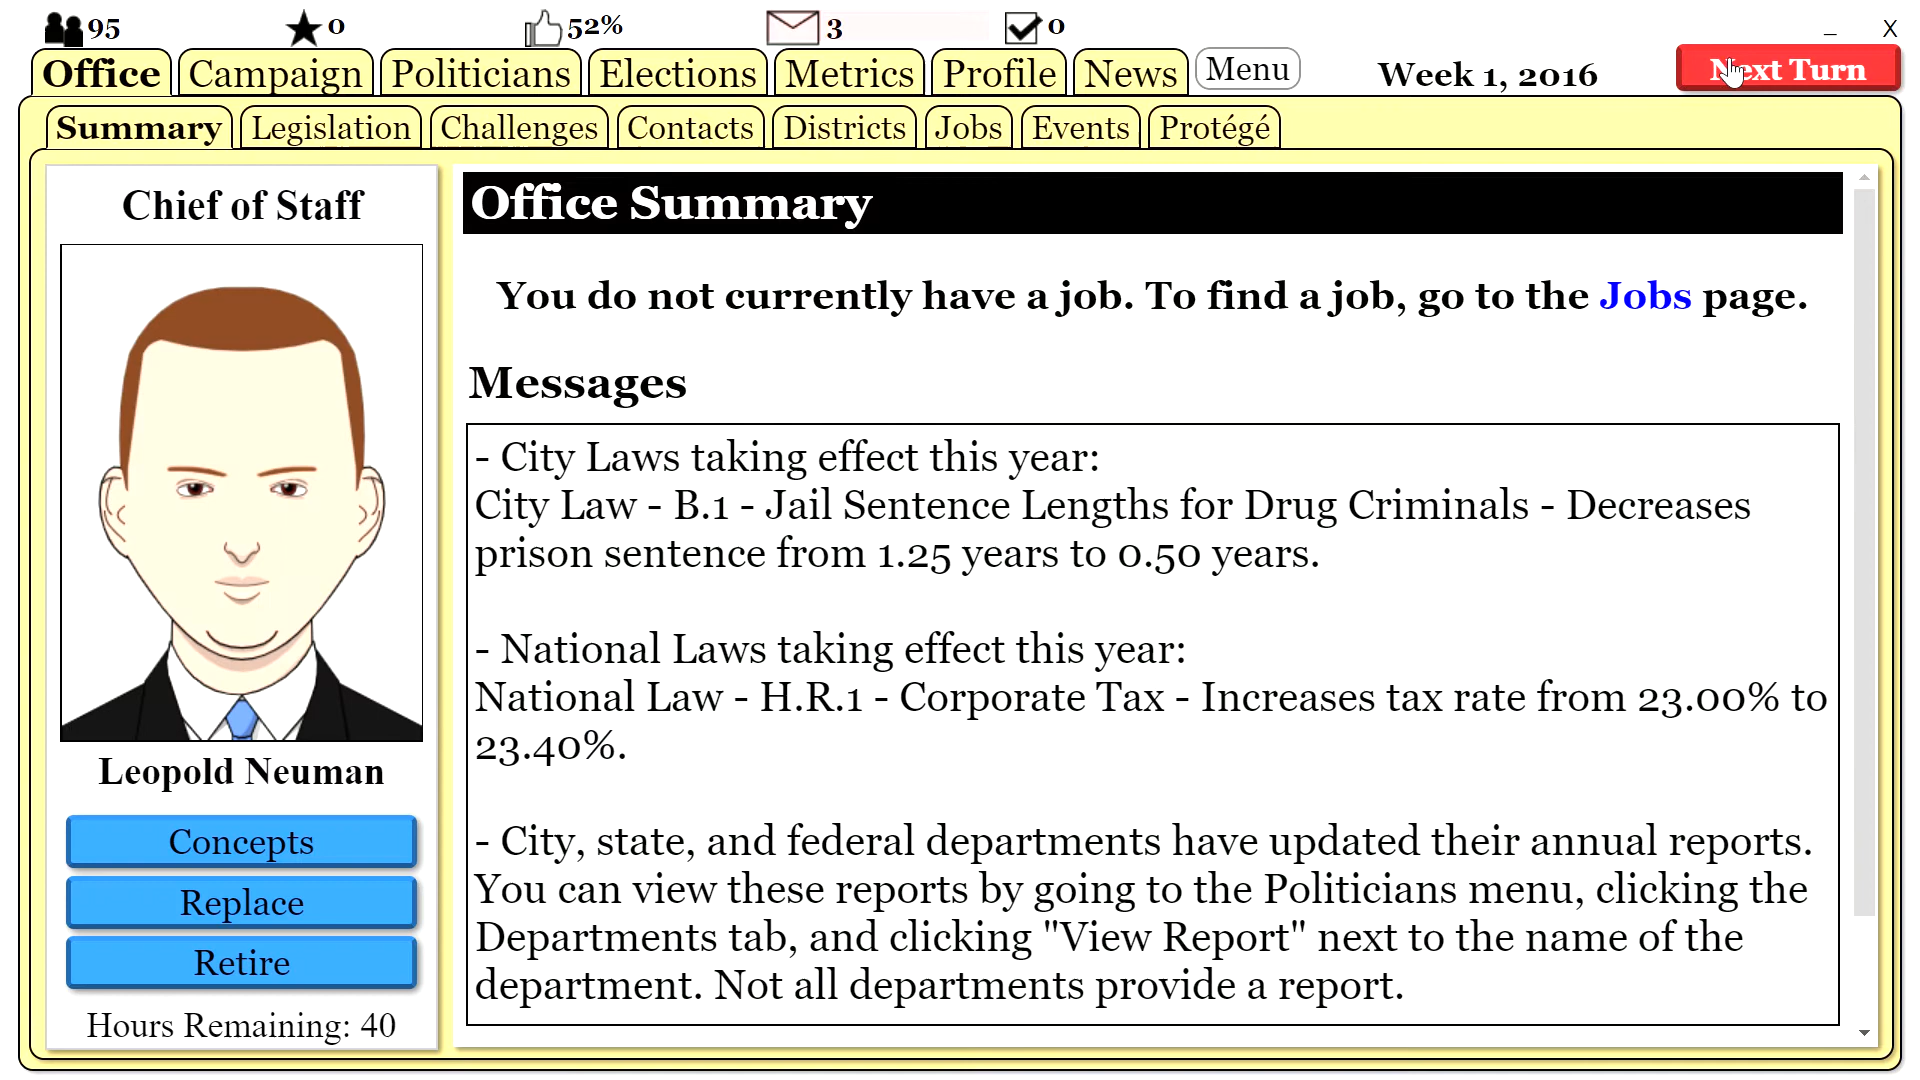 95 0 52% 3 0 _ X
Office Campaign Politicians Elections Metrics Profile News Menu Week 1, 2016 Next Turn
Summary Legislation Challenges Contacts Districts Jobs Events Protégé
Chief of Staff
Leopold Neuman
Concepts
Replace
Retire
Hours Remaining: 40
Office Summary
You do not currently have a job. To find a job, go to the Jobs page.
Messages
- City Laws taking effect this year:
City Law - B.1 - Jail Sentence Lengths for Drug Criminals - Decreases
prison sentence from 1.25 years to 0.50 years.
- National Laws taking effect this year:
National Law - H.R.1 - Corporate Tax - Increases tax rate from 23.00% to
23.40%.
- City, state, and federal departments have updated their annual reports.
You can view these reports by going to the Politicians menu, clicking the
Departments tab, and clicking "View Report" next to the name of the
department. Not all departments provide a report.